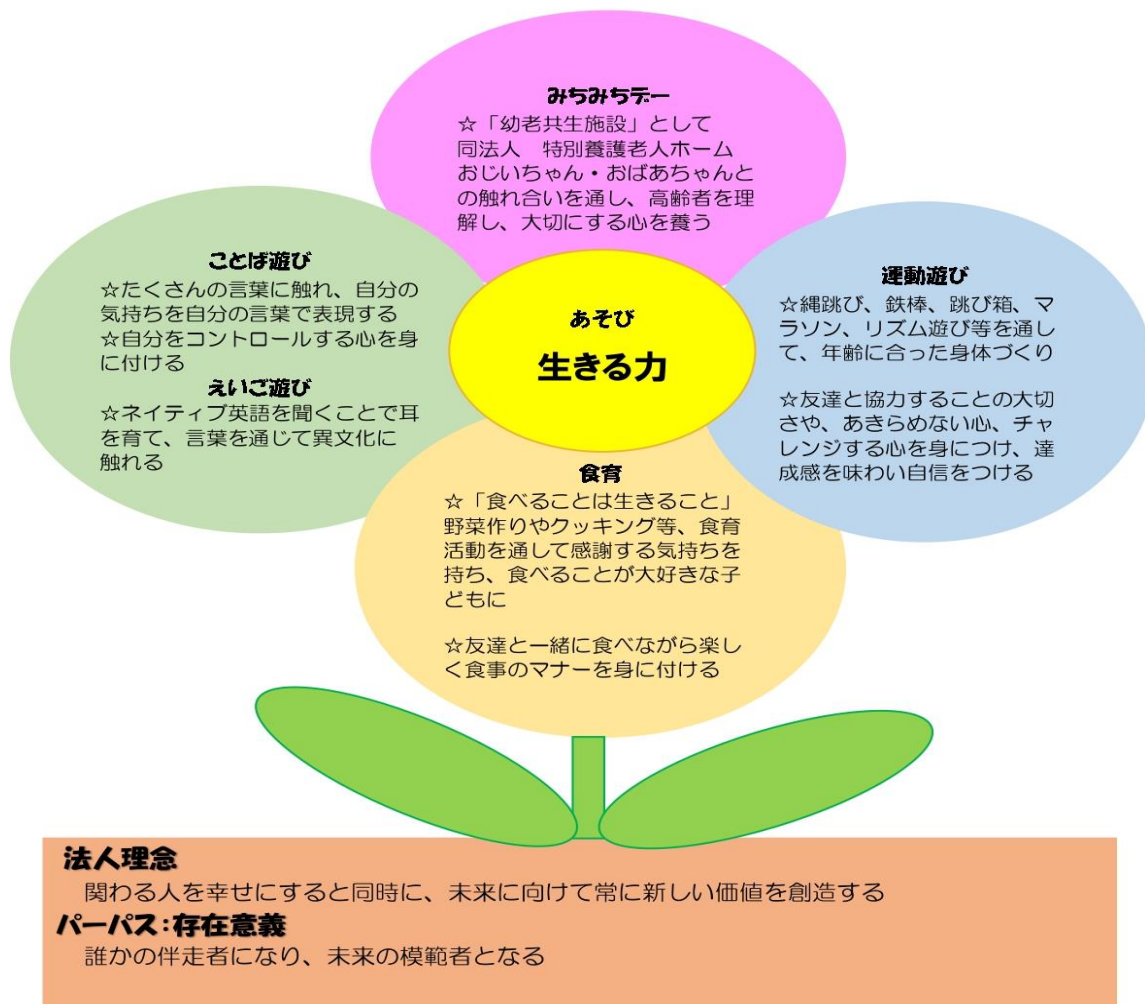 みちみちデー
☆「幼老共生施設」として
同法人　特別養護老人ホーム
おじいちゃん・おばあちゃんと
の触れ合いを通し、高齢者を理
解し、大切にする心を養う
ことば遊び
☆たくさんの言葉に触れ、自分の
気持ちを自分の言葉で表現する
☆自分をコントロールする心を身
に付ける
えいご遊び
☆ネイティブ英語を聞くことで耳
を育て、言葉を通じて異文化に
触れる
あそび
生きる力
運動遊び
☆縄跳び、鉄棒、跳び箱、マ
ラソン、リズム遊び等を通し
て、年齢に合った身体づくり
☆友達と協力することの大切
さや、あきらめない心、チャ
レンジする心を身につけ、達
成感を味わい自信をつける
食育
☆「食べることは生きること」
野菜作りやクッキング等、食育
活動を通して感謝する気持ちを
持ち、食べることが大好きな子
どもに
☆友達と一緒に食べながら楽し
く食事のマナーを身に付ける
法人理念
関わる人を幸せにすると同時に、未来に向けて常に新しい価値を創造する
パーパス:存在意義
誰かの伴走者になり、未来の模範者となる